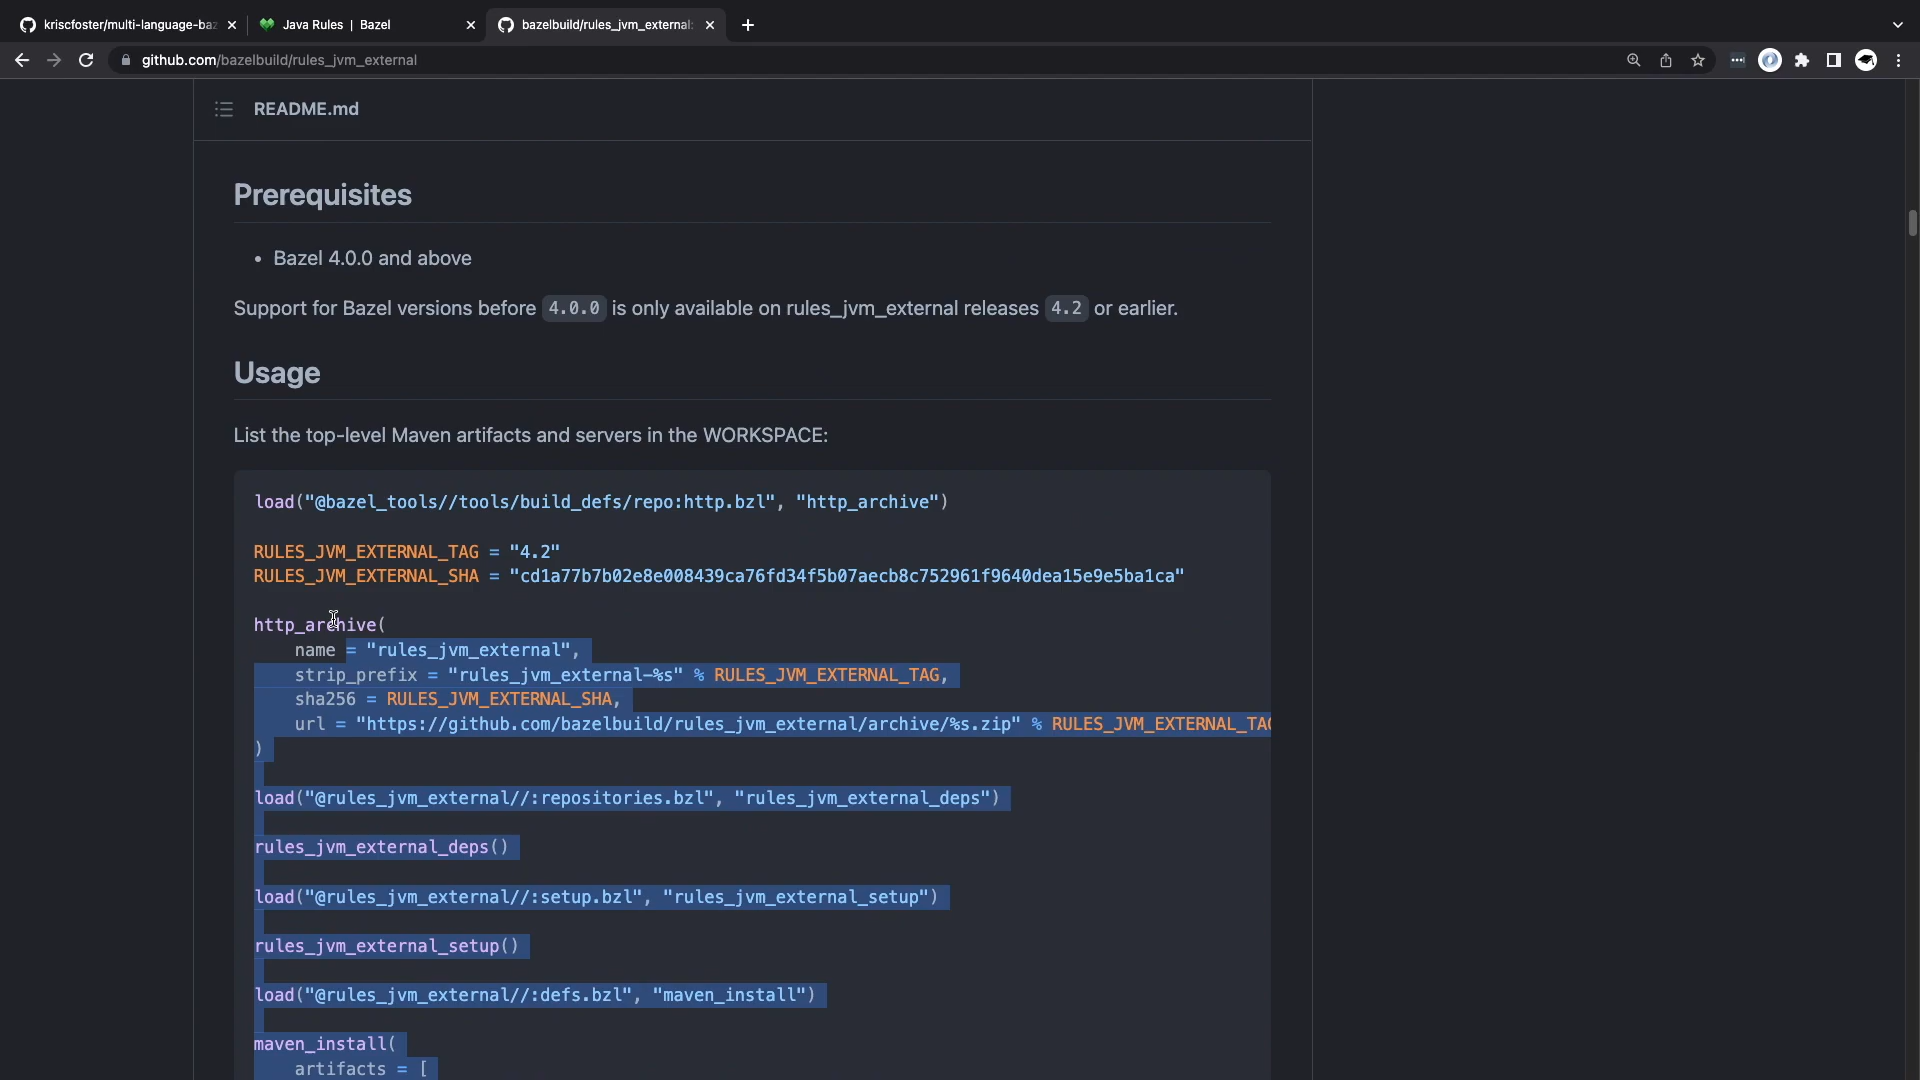 kriscfoster/multi-language-baz
Java Rules | Bazel
bazelbuild/rules_jvm_external:
github.com/bazelbuild/rules_jvm_external
README.md
Prerequisites
• Bazel 4.0.0 and above
Support for Bazel versions before 4.0.0 is only available on rules_jvm_external releases 4.2 or earlier.
Usage
List the top-level Maven artifacts and servers in the WORKSPACE:
load("@bazel_tools//tools/build_defs/repo:http.bzl", "http_archive")
RULES_JVM_EXTERNAL_TAG = "4.2"
RULES_JVM_EXTERNAL_SHA = "cd1a77b7b02e8e008439ca76fd34f5b07aecb8c752961f9640dea15e9e5ba1ca"
http_archive(
    name = "rules_jvm_external",
    strip_prefix = "rules_jvm_external-%s" % RULES_JVM_EXTERNAL_TAG,
    sha256 = RULES_JVM_EXTERNAL_SHA,
    url = "https://github.com/bazelbuild/rules_jvm_external/archive/%s.zip" % RULES_JVM_EXTERNAL_TAG
)
load("@rules_jvm_external//:repositories.bzl", "rules_jvm_external_deps")
rules_jvm_external_deps()
load("@rules_jvm_external//:setup.bzl", "rules_jvm_external_setup")
rules_jvm_external_setup()
load("@rules_jvm_external//:defs.bzl", "maven_install")
maven_install(
    artifacts = [